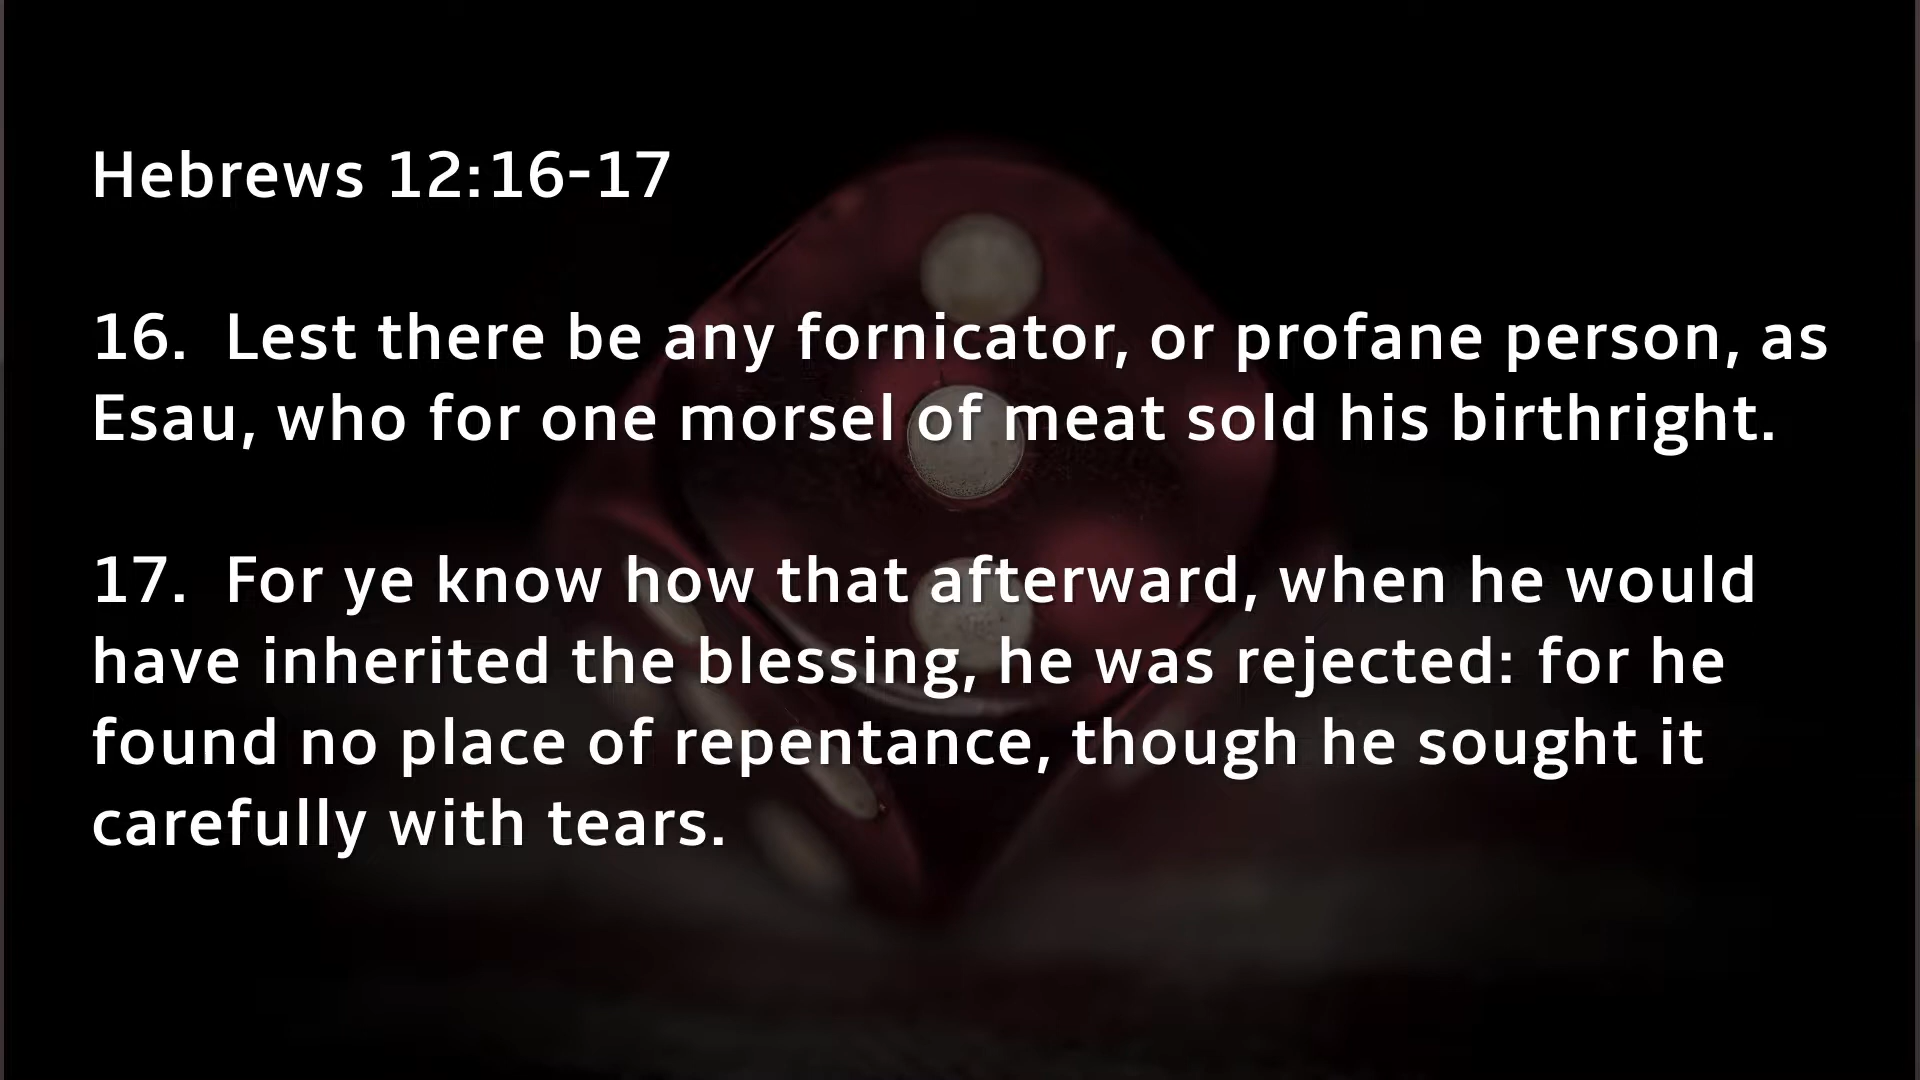 Hebrews 12:16-17
16. Lest there be any fornicator, or profane person, as
Esau, who for one morsel of meat sold his birthright.
17. For ye know how that afterward, when he would
have inherited the blessing, he was rejected: for he
found no place of repentance, though he sought it
carefully with tears.